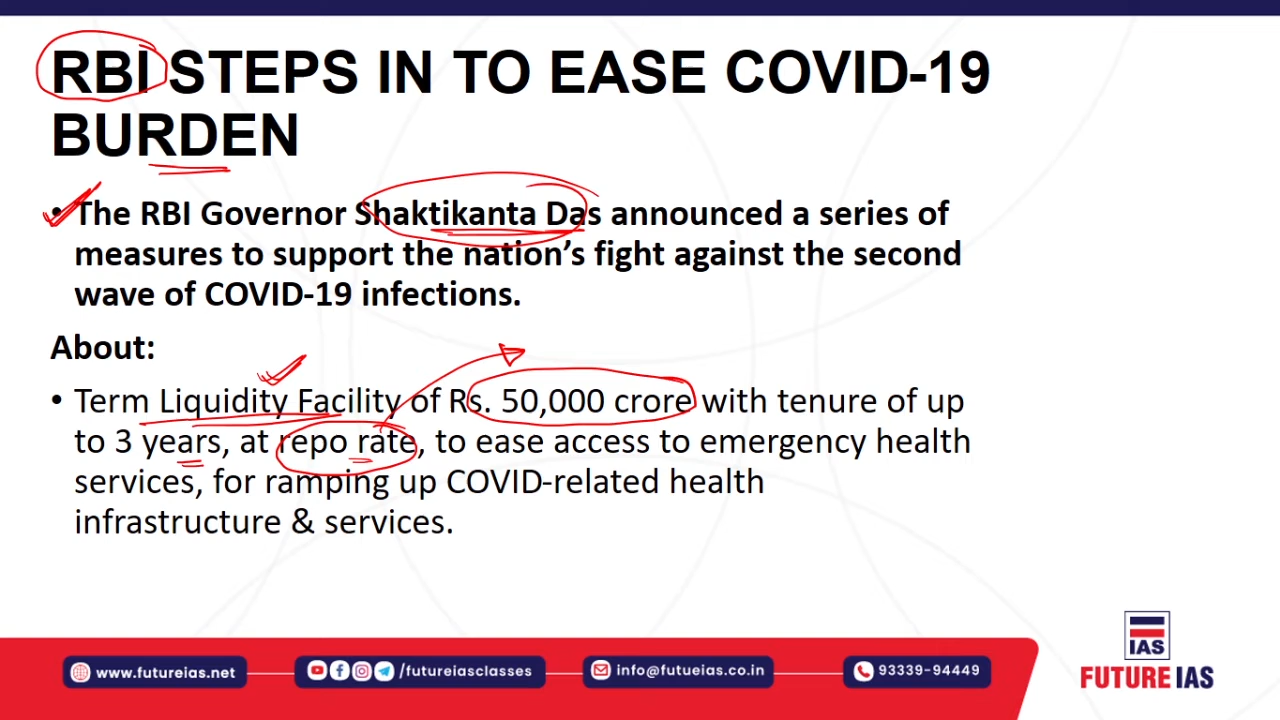 RBI STEPS IN TO EASE COVID-19
BURDEN
• The RBI Governor Shaktikanta Das announced a series of
measures to support the nation’s fight against the second
wave of COVID-19 infections.
About:
• Term Liquidity Facility of Rs. 50,000 crore with tenure of up
to 3 years, at repo rate, to ease access to emergency health
services, for ramping up COVID-related health
infrastructure & services.
IAS
www.futureias.net
/futureiasclasses
info@futueias.co.in
93339-94449
FUTURE IAS